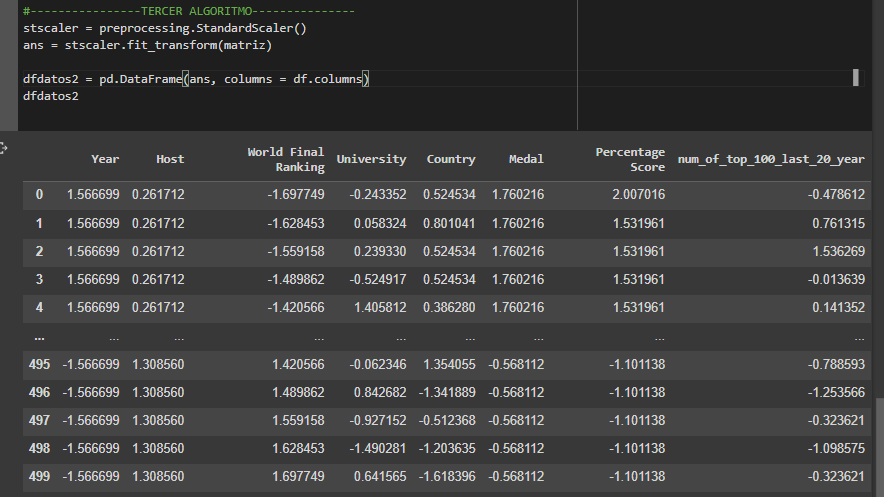 #----------------TERCER ALGORITMO---------------
stscaler = preprocessing.StandardScaler()
ans = stscaler.fit_transform(matriz)
dfdatos2 = pd.DataFrame(ans, columns = df.columns)
dfdatos2
Year Host World Final Ranking University Country Medal Percentage Score num_of_top_100_last_20_year
0 1.566699 0.261712 -1.697749 -0.243352 0.524534 1.760216 2.007016 -0.478612
1 1.566699 0.261712 -1.628453 0.058324 0.801041 1.760216 1.531961 0.761315
2 1.566699 0.261712 -1.559158 0.239330 0.524534 1.760216 1.531961 1.536269
3 1.566699 0.261712 -1.489862 -0.524917 0.524534 1.760216 1.531961 -0.013639
4 1.566699 0.261712 -1.420566 1.405812 0.386280 1.760216 1.531961 0.141352
... ... ... ... ... ... ... ... ...
495 -1.566699 1.308560 1.420566 -0.062346 1.354055 -0.568112 -1.101138 -0.788593
496 -1.566699 1.308560 1.489862 0.842682 -1.341889 -0.568112 -1.101138 -1.253566
497 -1.566699 1.308560 1.559158 -0.927152 -0.512368 -0.568112 -1.101138 -0.323621
498 -1.566699 1.308560 1.628453 -1.490281 -1.203635 -0.568112 -1.101138 -1.098575
499 -1.566699 1.308560 1.697749 0.641565 -1.618396 -0.568112 -1.101138 -0.323621